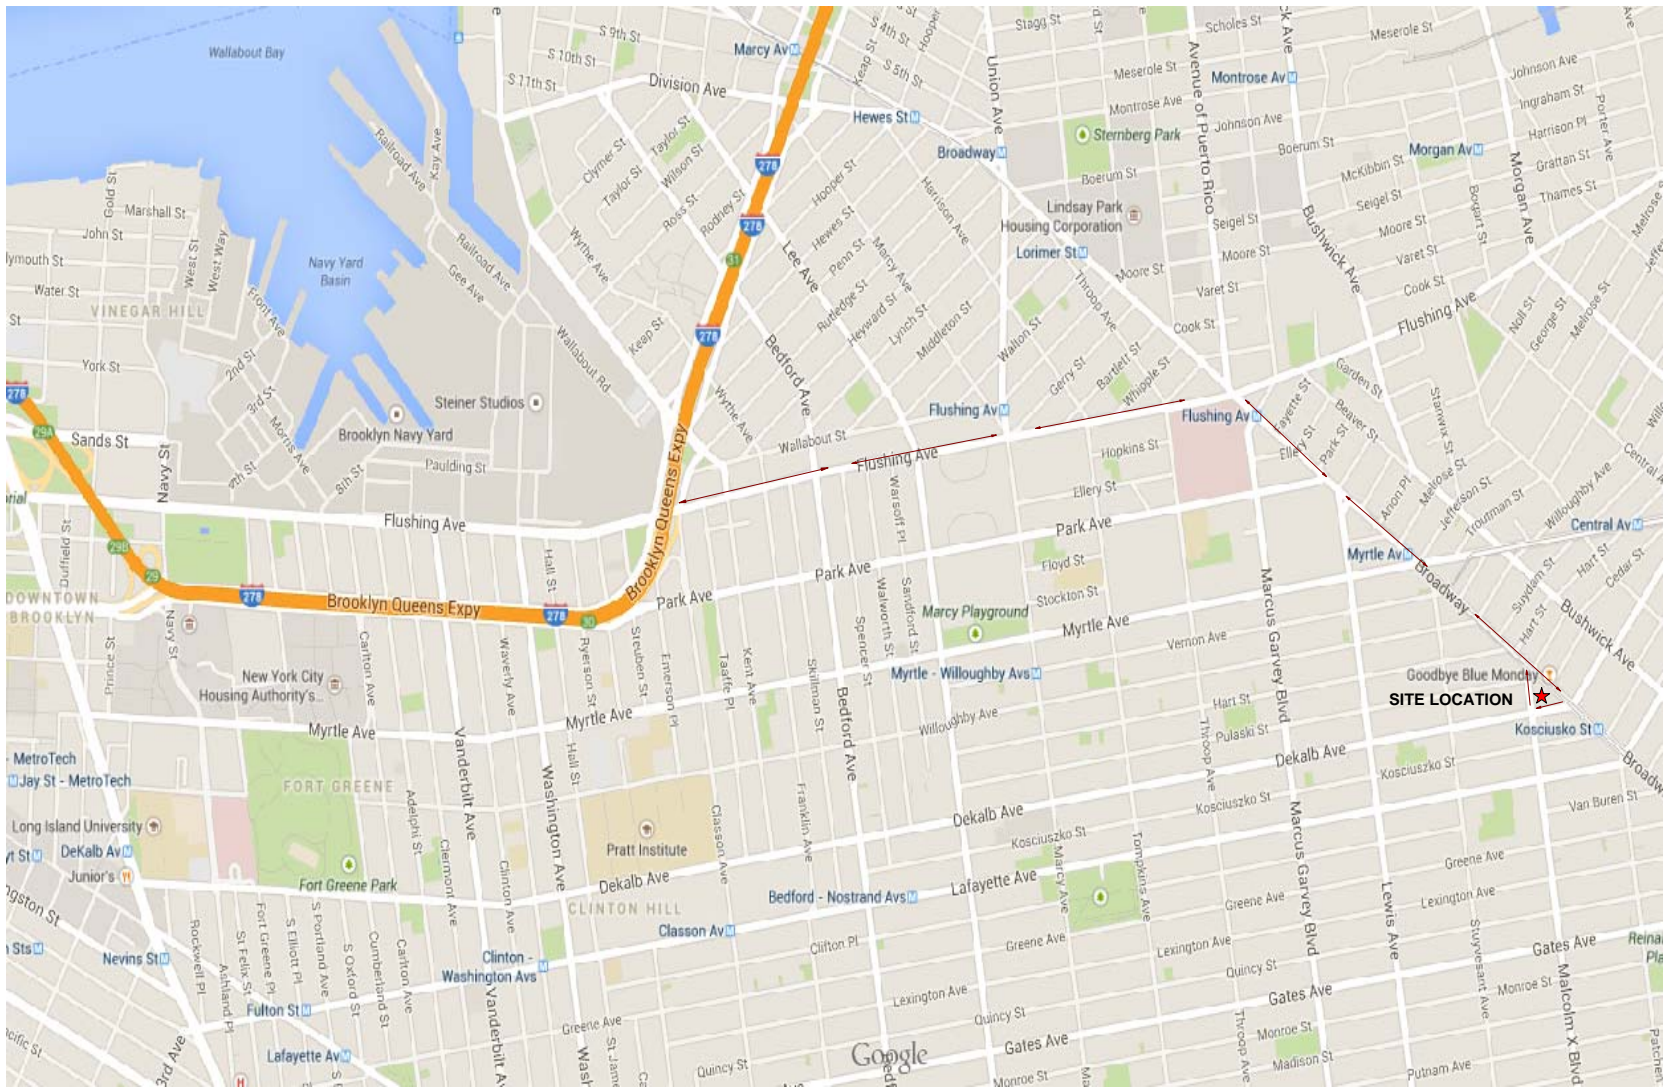 Wallabout Bay
S 9th St
S 10th St
S 11th St
Marcy Av
Division Ave
Keap St
S 4th St
Hooper
S 5th St
Union Ave
Stagg St
Scholes St
Meserole St
Meserole St
Avenue of Puerto Rico
Montrose Av
Montrose Ave
Johnson Ave
Johnson Ave
Ingraham St
Harrison Pl
Porter Ave
Grattan St
Thames St
Hewes St
Broadway
Sternberg Park
Boerum St
Boerum St
McKibbin St
Morgan Av
Morgan Ave
Bogart St
Seigel St
Seigel St
Moore St
Moore St
Moore St
Varet St
Varet St
Cook St
Cook St
Lindsay Park
Housing Corporation
Lorimer St
Bushwick Ave
Flushing Ave
Noll St
George St
Melrose St
Railroad Ave
Kay Ave
Railroad Ave
Gee Ave
Gold St
Marshall St
John St
Water St
West St
West Way
VINEGAR HILL
York St
Front Ave
2nd St
3rd St
Morris Ave
Navy Yard
Basin
Clymer St
Taylor St
Taylor St
Wilson St
Ross St
Rodney St
Hooper St
Hewes St
Penn St
Marcy Ave
Harrison Ave
Rutledge St
Heyward St
Lynch St
Middleton St
Walton St
Throop Ave
Gerry St
Bartlett St
Whipple St
Lee Ave
Wythe Ave
Keap St
Wallabout Rd
Bedford Ave
Wythe Ave
278
278
278
31
278
29A
Sands St
Navy St
Steiner Studios
Brooklyn Navy Yard
Paulding St
Flushing Av
Flushing Av
Wallabout St
Flushing Ave
Warsoff Pl
Hopkins St
Ellery St
Ellery St
Park St
Beaver St
Garden St
Stanwix St
Melrose St
Jefferson St
Troutman St
Willoughby Ave
Central Av
Arion Pl
Flushing Ave
Duffield St
29B
29
278
Brooklyn Queens Expy
278
30
Brooklyn Queens Expy
Hall St
Park Ave
Park Ave
Park Ave
Floyd St
Stockton St
Myrtle Av
Broadway
Suydam St
Hart St
Hart St
Cedar St
Bushwick Ave
DOWNTOWN
BROOKLYN
Prince St
Navy St
New York City
Housing Authority's...
Carlton Ave
Waverly Ave
Ryerson St
Steuben St
Emerson Pl
Taaffe Pl
Kent Ave
Skillman St
Bedford Ave
Spencer St
Walworth St
Sandford St
Marcy Playground
Myrtle Ave
Vernon Ave
Marcus Garvey Blvd
Myrtle - Willoughby Avs
Willoughby Ave
Hart St
Pulaski St
Throop Ave
Goodbye Blue Monday
SITE LOCATION
Kosciusko St
Broadw
Myrtle Ave
Myrtle Ave
Dekalb Ave
Kosciuszko St
Van Buren St
MetroTech
Jay St - MetroTech
FORT GREENE
Vanderbilt Ave
Hall St
Washington Ave
Adelphi St
Clermont Ave
Clinton Ave
Long Island University
DeKalb Av
Junior's
Fort Greene Park
Pratt Institute
Classon Ave
Franklin Ave
Dekalb Ave
Dekalb Ave
Kosciuszko St
Kosciuszko St
Marcy Ave
Tompkins Ave
Marcus Garvey Blvd
Lewis Ave
Greene Ave
Lexington Ave
Stuyvesant Ave
Malcolm X Blvd
CLINTON HILL
Bedford - Nostrand Avs
Lafayette Ave
Greene Ave
Classon Av
Clifton Pl
Greene Ave
Lexington Ave
Quincy St
Gates Ave
Gates Ave
Monroe St
Nevins St
Rockwell Pl
Ashland Pl
St Felix St
Fort Greene Pl
S Elliott Pl
S Portland Ave
S Oxford St
Cumberland St
Carlton Ave
Clinton -
Washington Avs
Fulton St
Lafayette Av
3rd Ave
Greene Ave
Lexington Ave
Quincy St
Quincy St
Google
Gates Ave
Monroe St
Throop Ave
Monroe St
Madison St
Putnam Ave